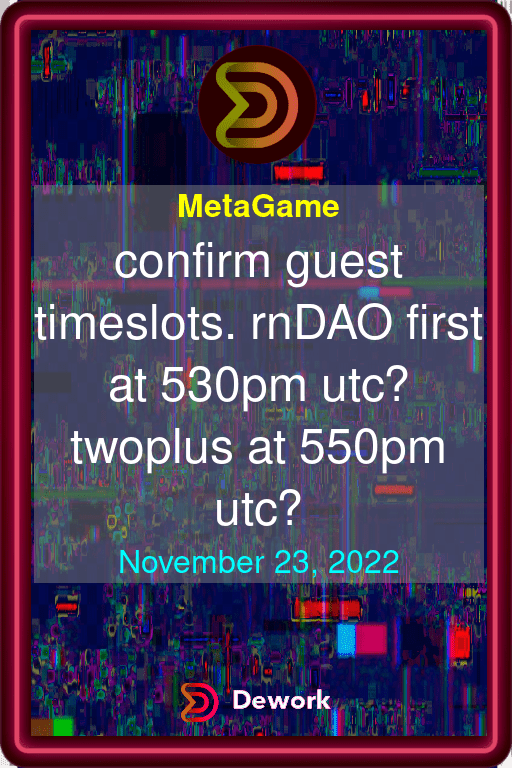 MetaGame
confirm guest
timeslots. rnDAO first
at 530pm utc?
twoplus at 550pm
utc?
November 23, 2022
Dework